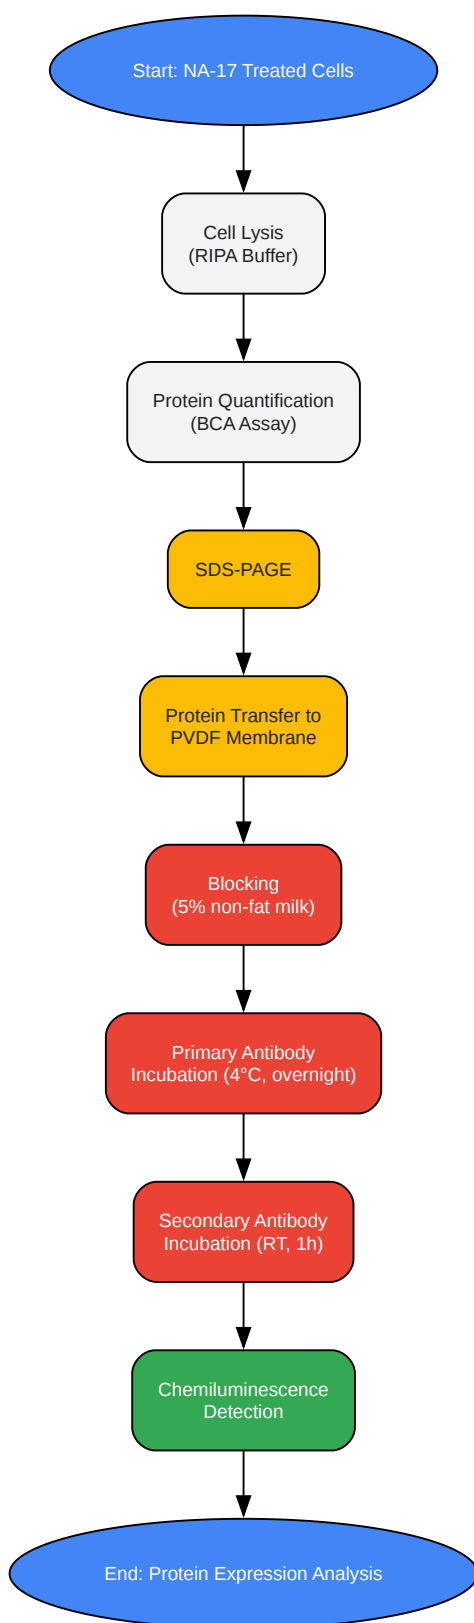 Start: NA-17 Treated Cells
Cell Lysis
(RIPA Buffer)
Protein Quantification
(BCA Assay)
SDS-PAGE
Protein Transfer to
PVDF Membrane
Blocking
(5% non-fat milk)
Primary Antibody
Incubation (4°C, overnight)
Secondary Antibody
Incubation (RT, 1h)
Chemiluminescence
Detection
End: Protein Expression Analysis